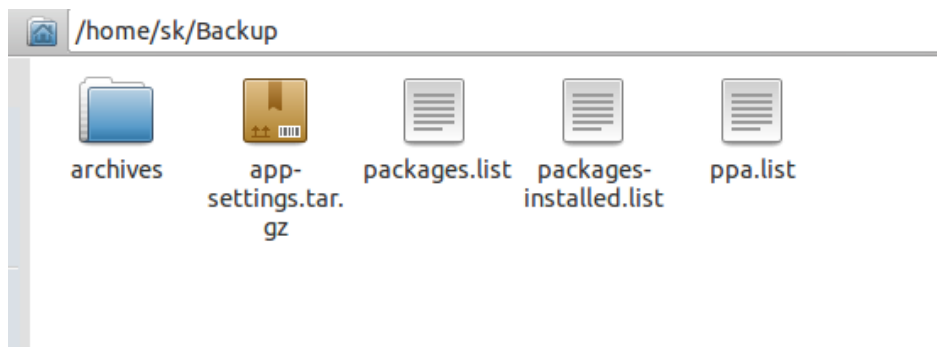 /home/sk/Backup
archives
app-
settings.tar.
gz
packages.list
packages-
installed.list
ppa.list